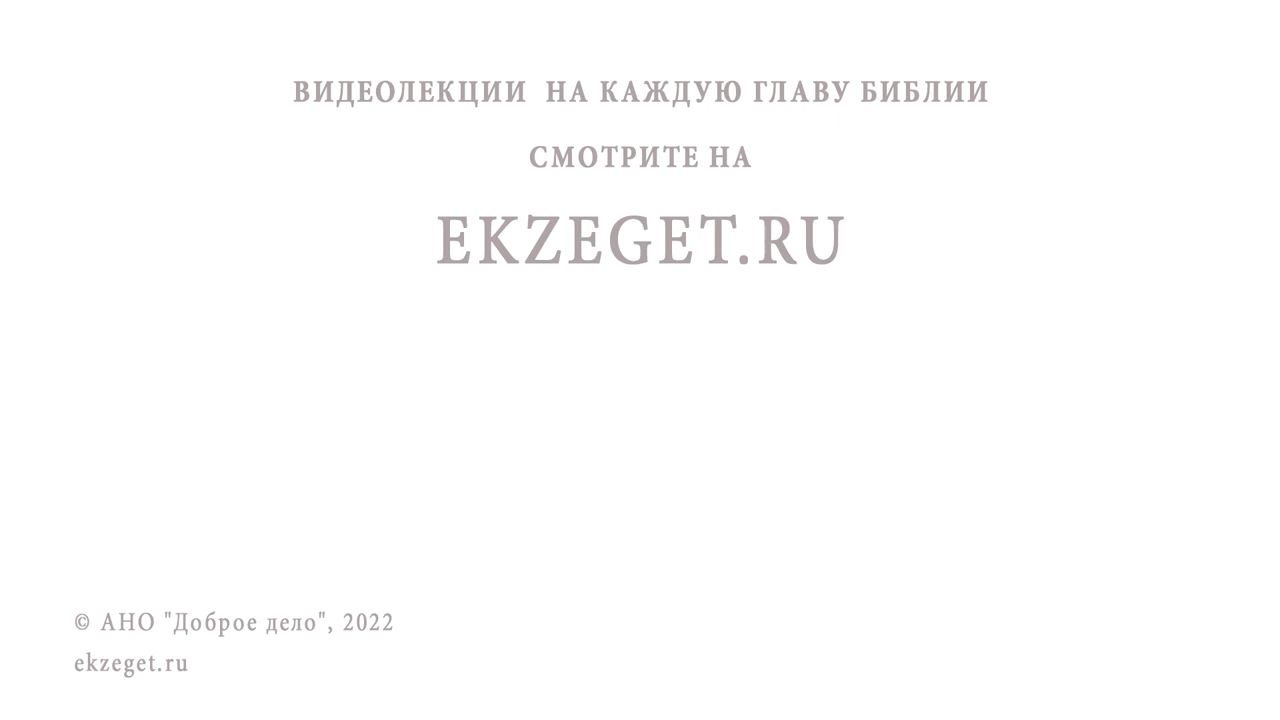 ВИДЕОЛЕКЦИИ НА КАЖДУЮ ГЛАВУ БИБЛИИ
СМОТРИТЕ НА
EKZEGET.RU
© АНО "Доброе дело", 2022
ekzeget.ru